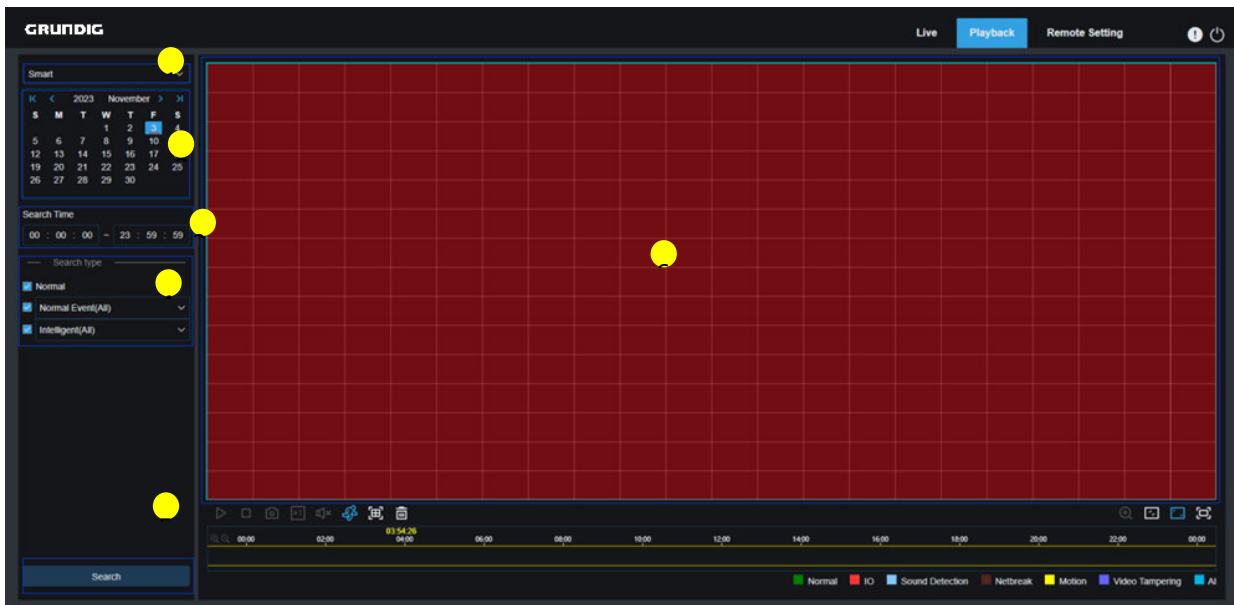 GRUNDIG
Live Playback Remote Setting
Smart
2023 November
S M T W T F S
1 2 3 4
5 6 7 8 9 10
12 13 14 15 16 17
19 20 21 22 23 24 25
26 27 28 29 30
Search Time
00 : 00 : 00 - 23 : 59 : 59
Search type
Normal
Normal Event(All)
Intelligent(All)
Search
x1
03:54:26
00:00 02:00 04:00 06:00 08:00 10:00 12:00 14:00 16:00 18:00 20:00 22:00 00:00
Normal IO Sound Detection Netbreak Motion Video Tampering AI